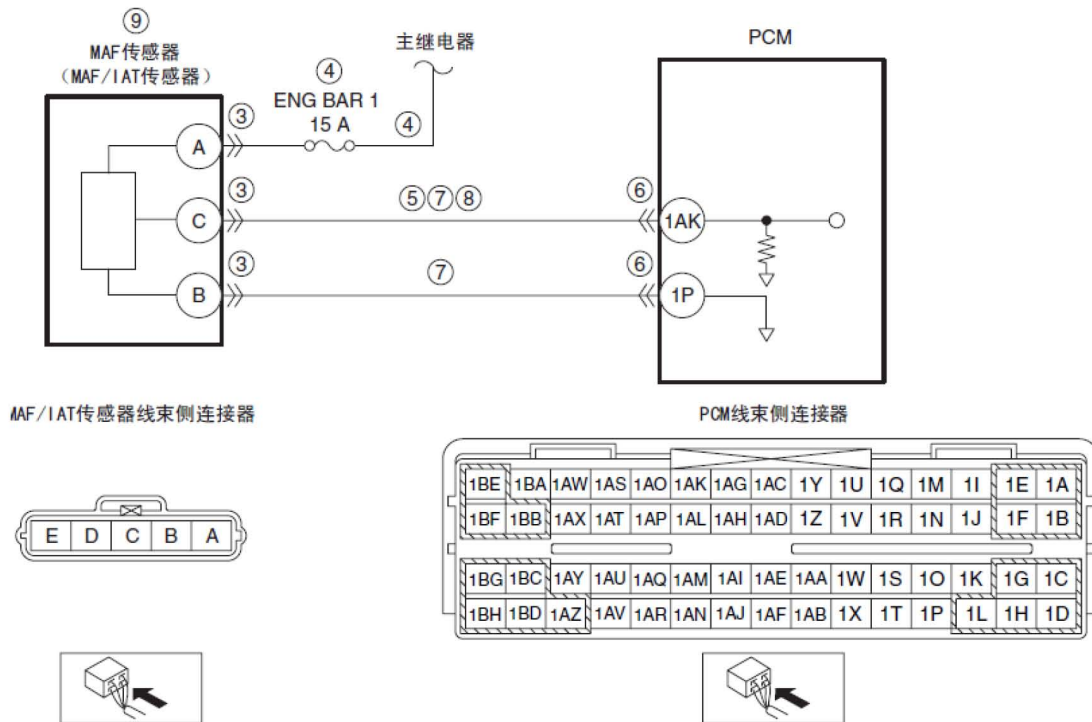 ⑨
MAF传感器
(MAF/IAT传感器)
主继电器
PCM
④
ENG BAR 1
15 A
④
③
A
③
C
⑤⑦⑧
⑥
1AK
③
B
⑦
⑥
1P
MAF/IAT传感器线束侧连接器
PCM线束侧连接器
E D C B A
1BE 1BA 1AW 1AS 1AO 1AK 1AG 1AC 1Y 1U 1Q 1M 1I 1E 1A
1BF 1BB 1AX 1AT 1AP 1AL 1AH 1AD 1Z 1V 1R 1N 1J 1F 1B
1BG 1BC 1AY 1AU 1AQ 1AM 1AI 1AE 1AA 1W 1S 1O 1K 1G 1C
1BH 1BD 1AZ 1AV 1AR 1AN 1AJ 1AF 1AB 1X 1T 1P 1L 1H 1D